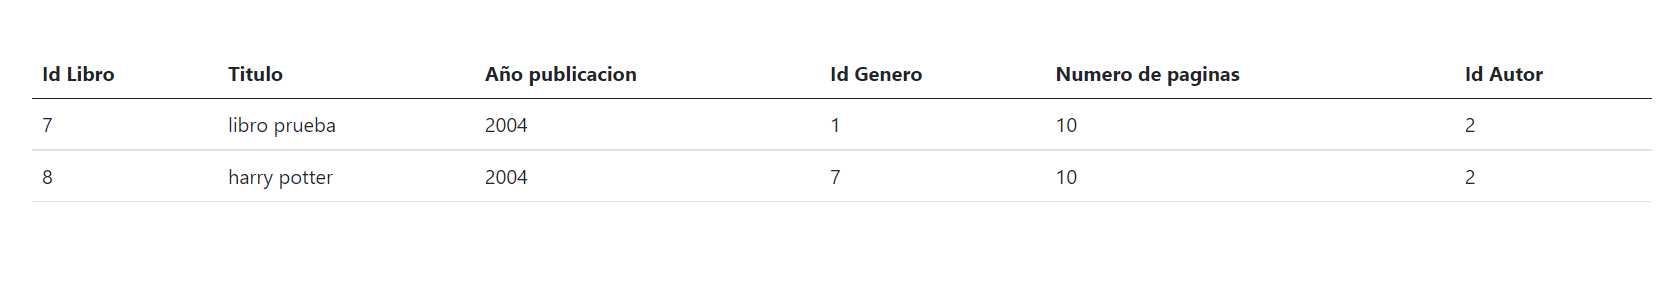 Id Libro Titulo Año publicacion Id Genero Numero de paginas Id Autor
7 libro prueba 2004 1 10 2
8 harry potter 2004 7 10 2